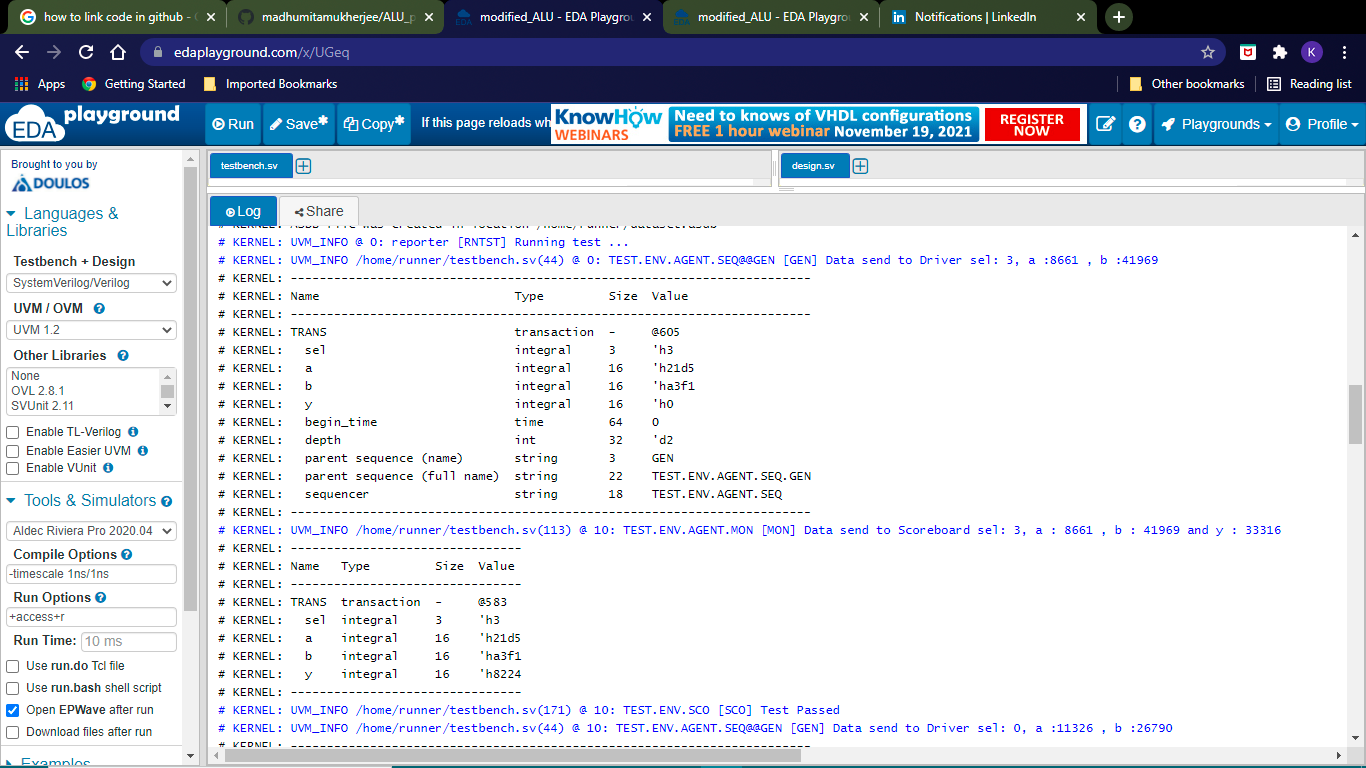 how to link code in github - G
madhumitamukherjee/ALU_p
modified_ALU - EDA Playgrou
modified_ALU - EDA Playgrou
Notifications | LinkedIn
edaplayground.com/x/UGeq
K
Apps
Getting Started
Imported Bookmarks
Other bookmarks
Reading list
EDA playground
Run
Save*
Copy*
If this page reloads wh
KnowHow WEBINARS
Need to knows of VHDL configurations
FREE 1 hour webinar November 19, 2021
REGISTER NOW
Playgrounds
Profile
Brought to you by
DOULOS
Languages & Libraries
Testbench + Design
SystemVerilog/Verilog
UVM / OVM
UVM 1.2
Other Libraries
None
OVL 2.8.1
SVUnit 2.11
Enable TL-Verilog
Enable Easier UVM
Enable VUnit
Tools & Simulators
Aldec Riviera Pro 2020.04
Compile Options
-timescale 1ns/1ns
Run Options
+access+r
Run Time: 10 ms
Use run.do Tcl file
Use run.bash shell script
Open EPWave after run
Download files after run
Examples
testbench.sv
design.sv
Log
Share
# KERNEL: ASDB file was created in location /home/runner/dataset.asdb
# KERNEL: UVM_INFO @ 0: reporter [RNTST] Running test ...
# KERNEL: UVM_INFO /home/runner/testbench.sv(44) @ 0: TEST.ENV.AGENT.SEQ@@GEN [GEN] Data send to Driver sel: 3, a :8661 , b :41969
# KERNEL: ------------------------------------------------------------------------
# KERNEL: Name                           Type         Size  Value
# KERNEL: ------------------------------------------------------------------------
# KERNEL: TRANS                          transaction  -     @605
# KERNEL:   sel                          integral     3     'h3
# KERNEL:   a                            integral     16    'h21d5
# KERNEL:   b                            integral     16    'ha3f1
# KERNEL:   y                            integral     16    'h0
# KERNEL:   begin_time                   time         64    0
# KERNEL:   depth                        int          32    'd2
# KERNEL:   parent sequence (name)       string       3     GEN
# KERNEL:   parent sequence (full name)  string       22    TEST.ENV.AGENT.SEQ.GEN
# KERNEL:   sequencer                    string       18    TEST.ENV.AGENT.SEQ
# KERNEL: ------------------------------------------------------------------------
# KERNEL: UVM_INFO /home/runner/testbench.sv(113) @ 10: TEST.ENV.AGENT.MON [MON] Data send to Scoreboard sel: 3, a : 8661 , b : 41969 and y : 33316
# KERNEL: --------------------------------
# KERNEL: Name   Type         Size  Value
# KERNEL: --------------------------------
# KERNEL: TRANS  transaction  -     @583
# KERNEL:   sel  integral     3     'h3
# KERNEL:   a    integral     16    'h21d5
# KERNEL:   b    integral     16    'ha3f1
# KERNEL:   y    integral     16    'h8224
# KERNEL: --------------------------------
# KERNEL: UVM_INFO /home/runner/testbench.sv(171) @ 10: TEST.ENV.SCO [SCO] Test Passed
# KERNEL: UVM_INFO /home/runner/testbench.sv(44) @ 10: TEST.ENV.AGENT.SEQ@@GEN [GEN] Data send to Driver sel: 0, a :11326 , b :26790
# KERNEL: ------------------------------------------------------------------------